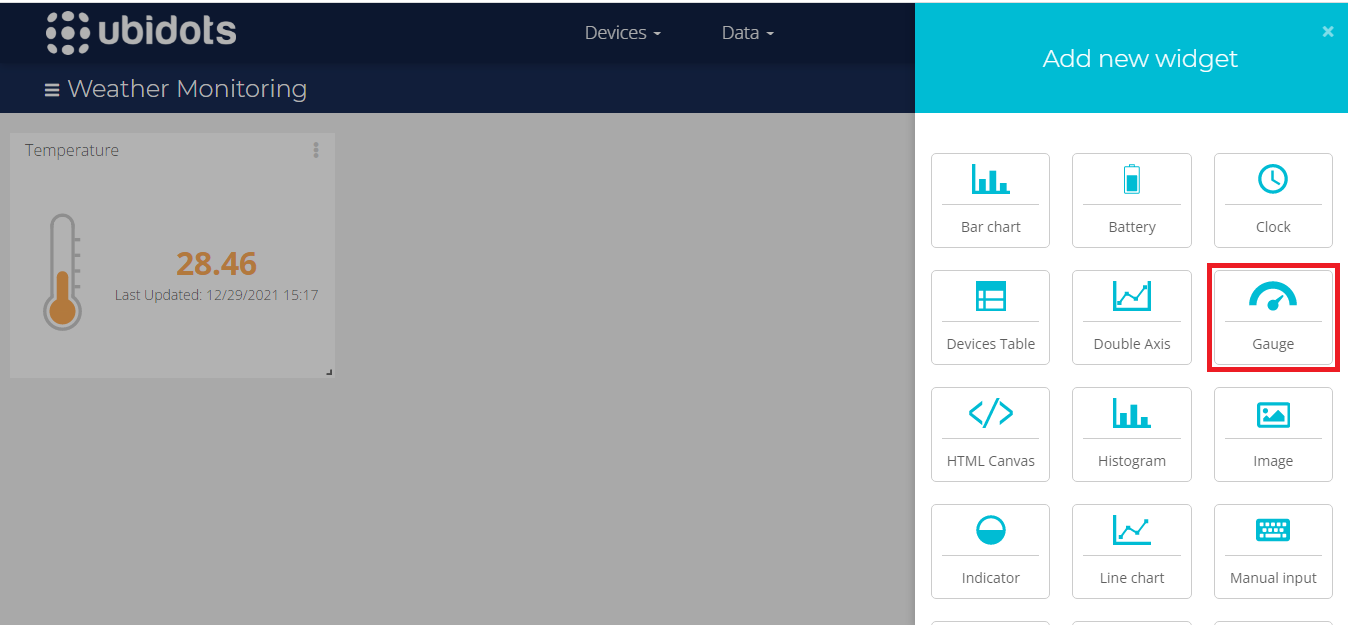 ubidots
Devices
Data
Weather Monitoring
Temperature
28.46
Last Updated: 12/29/2021 15:17
Add new widget
×
Bar chart
Battery
Clock
Devices Table
Double Axis
Gauge
HTML Canvas
Histogram
Image
Indicator
Line chart
Manual input